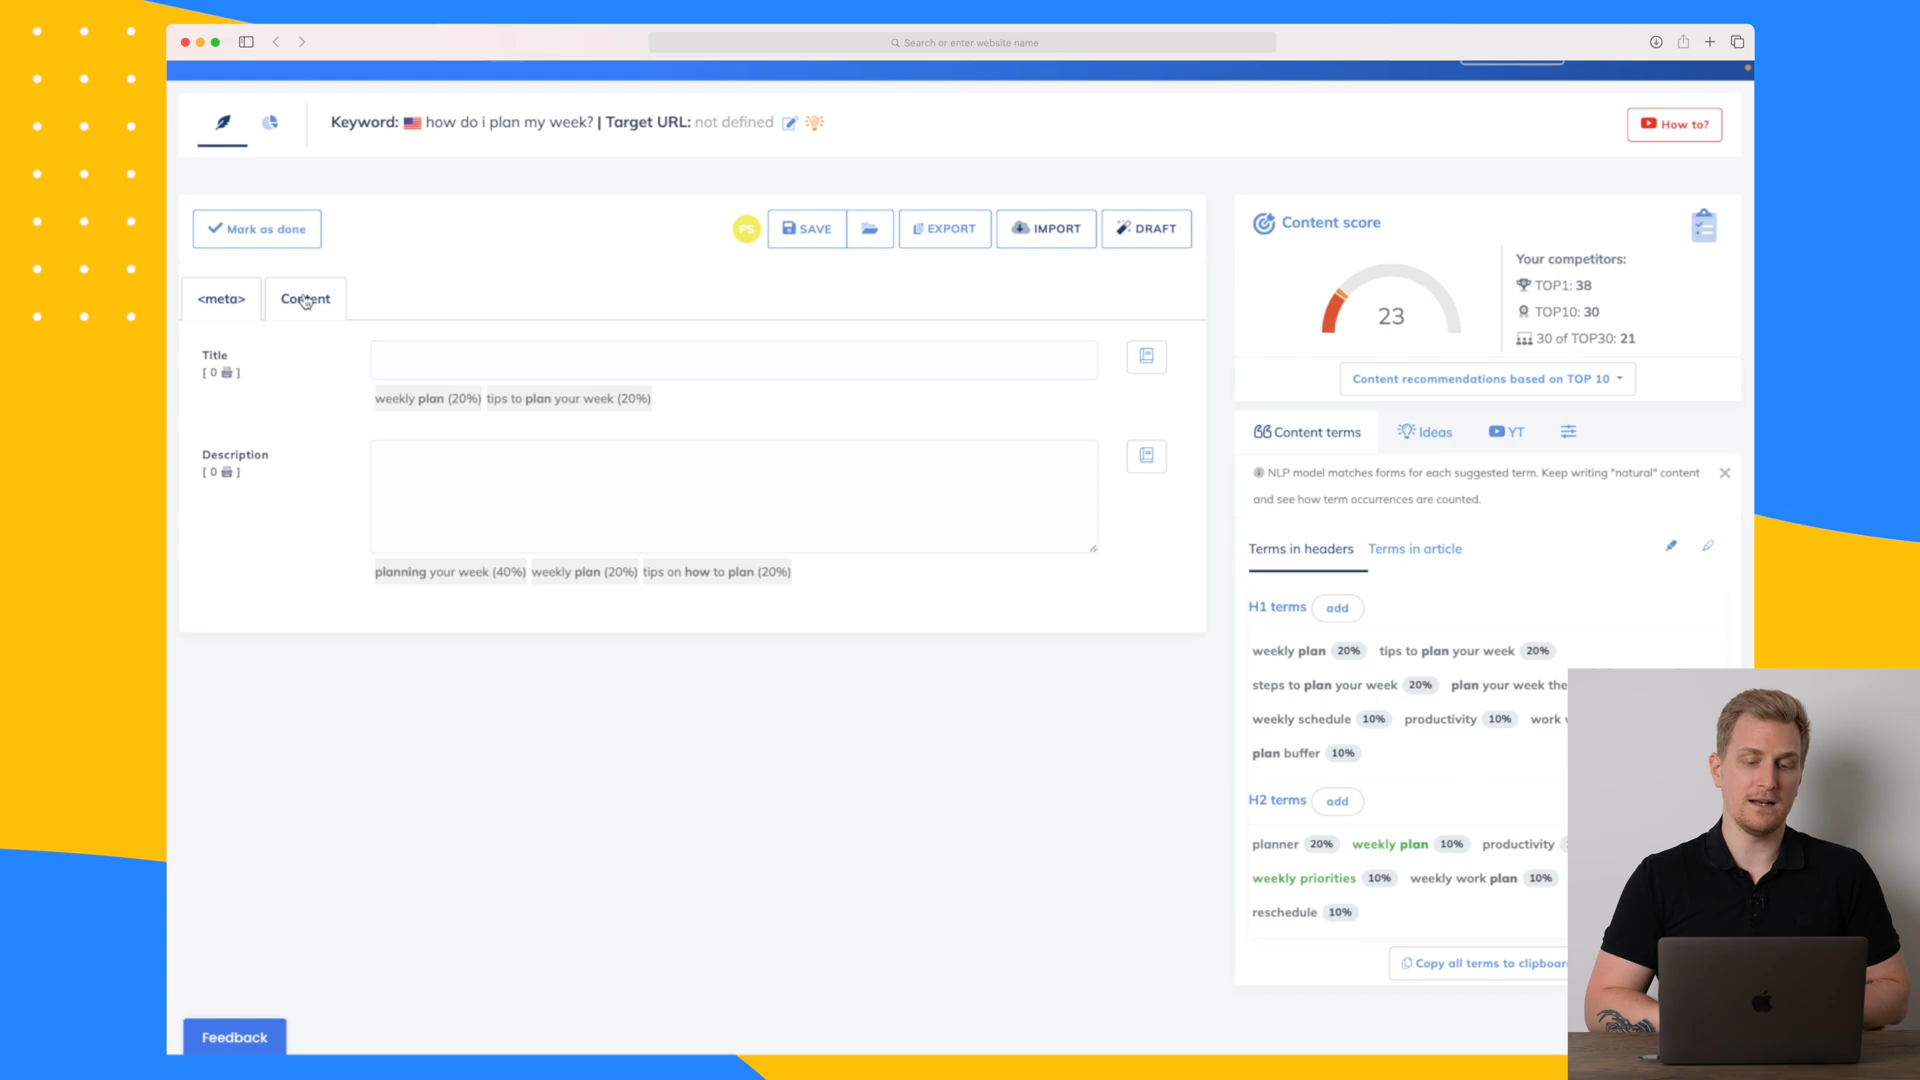 Search or enter website name
Keyword: how do i plan my week? | Target URL: not defined
How to?
Mark as done
PS
SAVE
EXPORT
IMPORT
DRAFT
<meta>
Content
Title
[ 0 ]
weekly plan (20%) tips to plan your week (20%)
Description
[ 0 ]
planning your week (40%) weekly plan (20%) tips on how to plan (20%)
Feedback
Content score
23
Your competitors:
TOP1: 38
TOP10: 30
30 of TOP30: 21
Content recommendations based on TOP 10
Content terms
Ideas
YT
NLP model matches forms for each suggested term. Keep writing "natural" content
and see how term occurrences are counted.
Terms in headers Terms in article
H1 terms add
weekly plan 20% tips to plan your week 20%
steps to plan your week 20% plan your week the
weekly schedule 10% productivity 10% work
plan buffer 10%
H2 terms add
planner 20% weekly plan 10% productivity
weekly priorities 10% weekly work plan 10%
reschedule 10%
Copy all terms to clipboar